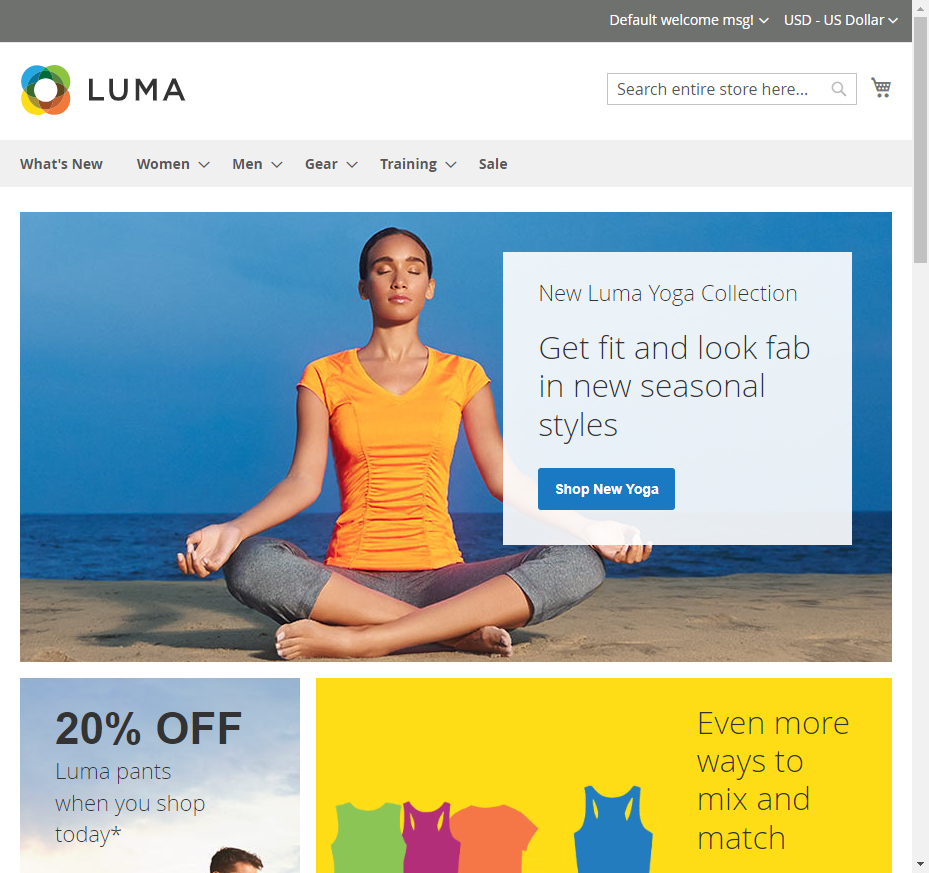 Default welcome msg! USD - US Dollar
LUMA
Search entire store here...
What's New Women Men Gear Training Sale
New Luma Yoga Collection
Get fit and look fab
in new seasonal
styles
Shop New Yoga
20% OFF
Luma pants
when you shop
today*
Even more
ways to
mix and
match